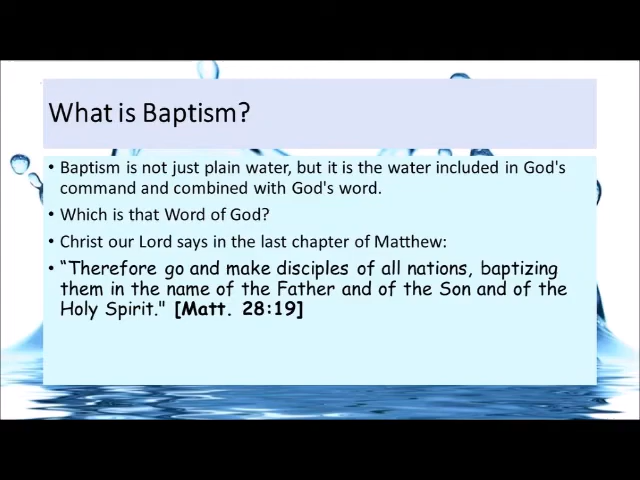 What is Baptism?
• Baptism is not just plain water, but it is the water included in God's
command and combined with God's word.
• Which is that Word of God?
• Christ our Lord says in the last chapter of Matthew:
• “Therefore go and make disciples of all nations, baptizing
them in the name of the Father and of the Son and of the
Holy Spirit." [Matt. 28:19]